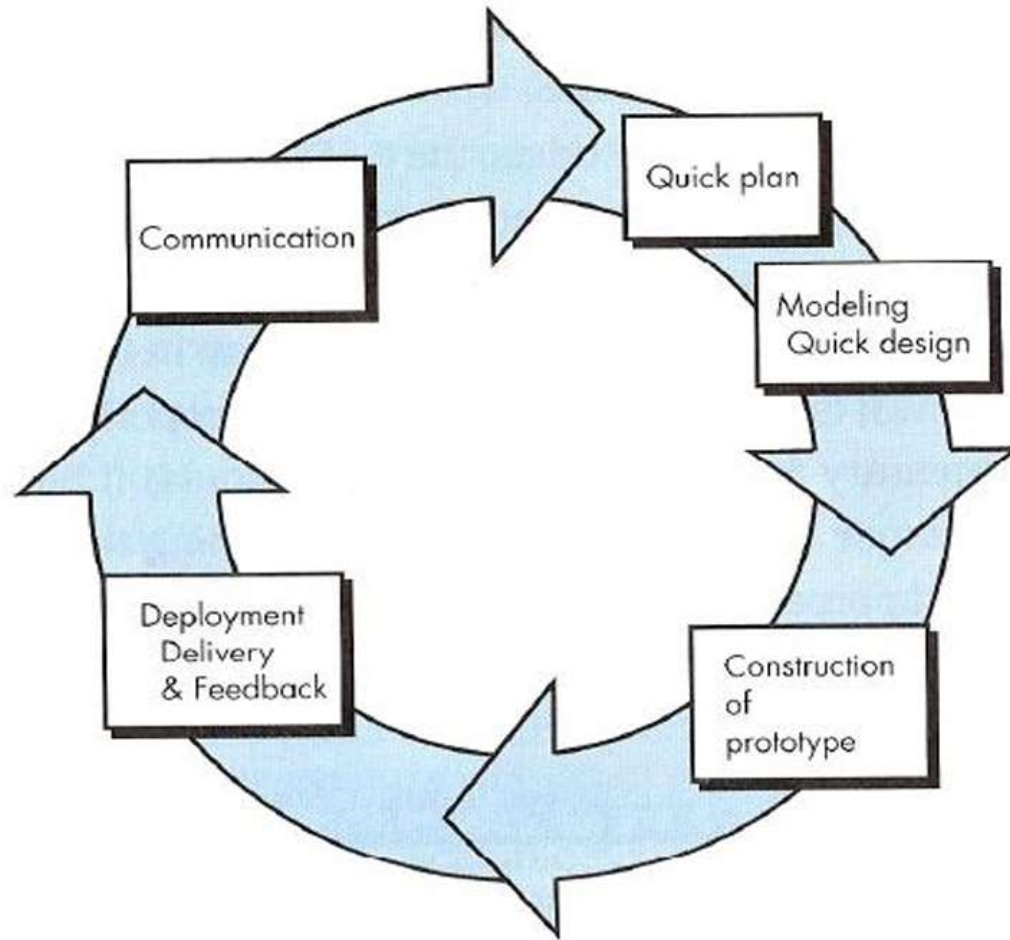 Communication
Quick plan
Modeling
Quick design
Construction
of
prototype
Deployment
Delivery
& Feedback